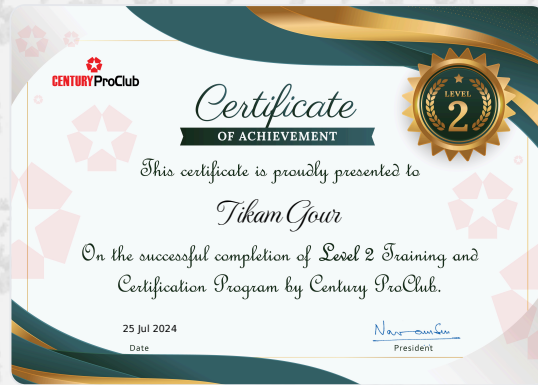 CENTURY ProClub
LEVEL
2
Certificate
OF ACHIEVEMENT
This certificate is proudly presented to
Tikam Gour
On the successful completion of Level 2 Training and
Certification Program by Century ProClub.
25 Jul 2024
Date
President